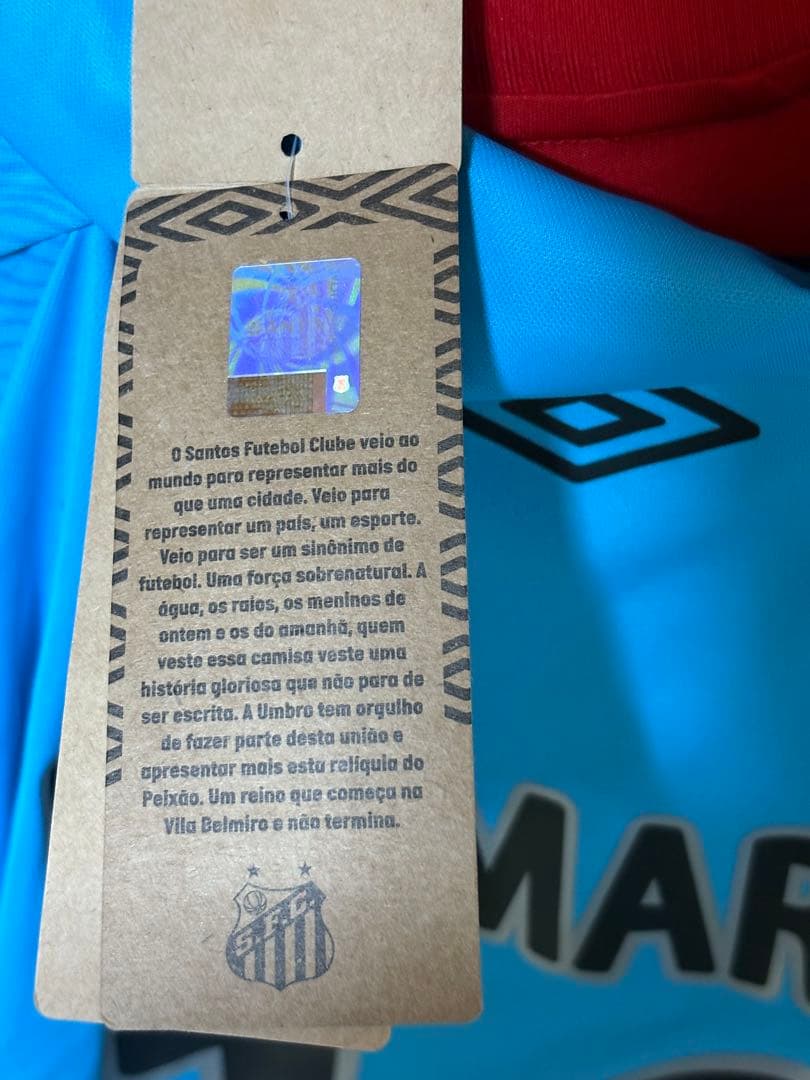 SANTOS
O Santos Futebol Clube veio ao
mundo para representar mais do
que uma cidade. Veio para
representar um país, um esporte.
Veio para ser um sinônimo de
futebol. Uma força sobrenatural. A
água, os raios, os meninos de
ontem e os do amanhã, quem
veste essa camisa veste uma
história gloriosa que não para de
ser escrita. A Umbro tem orgulho
de fazer parte desta união e
apresentar mais esta relíquia do
Peixão. Um reino que começa na
Vila Belmiro e não termina.
S.F.C.
MAR